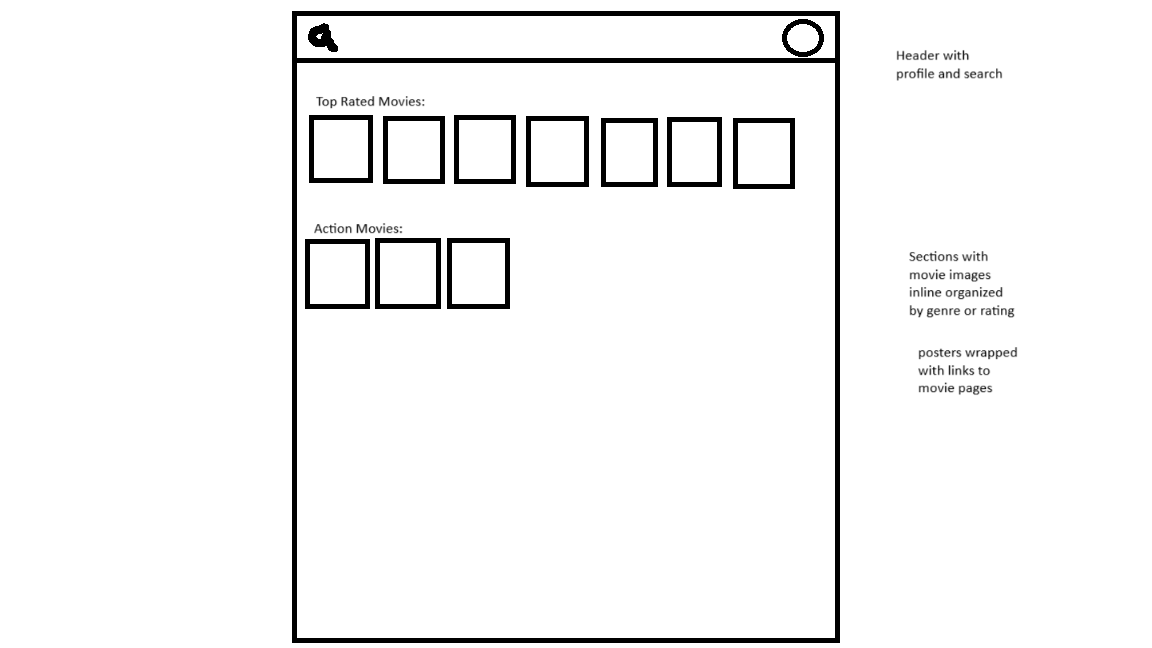 Header with
profile and search
Top Rated Movies:
Action Movies:
Sections with
movie images
inline organized
by genre or rating
posters wrapped
with links to
movie pages